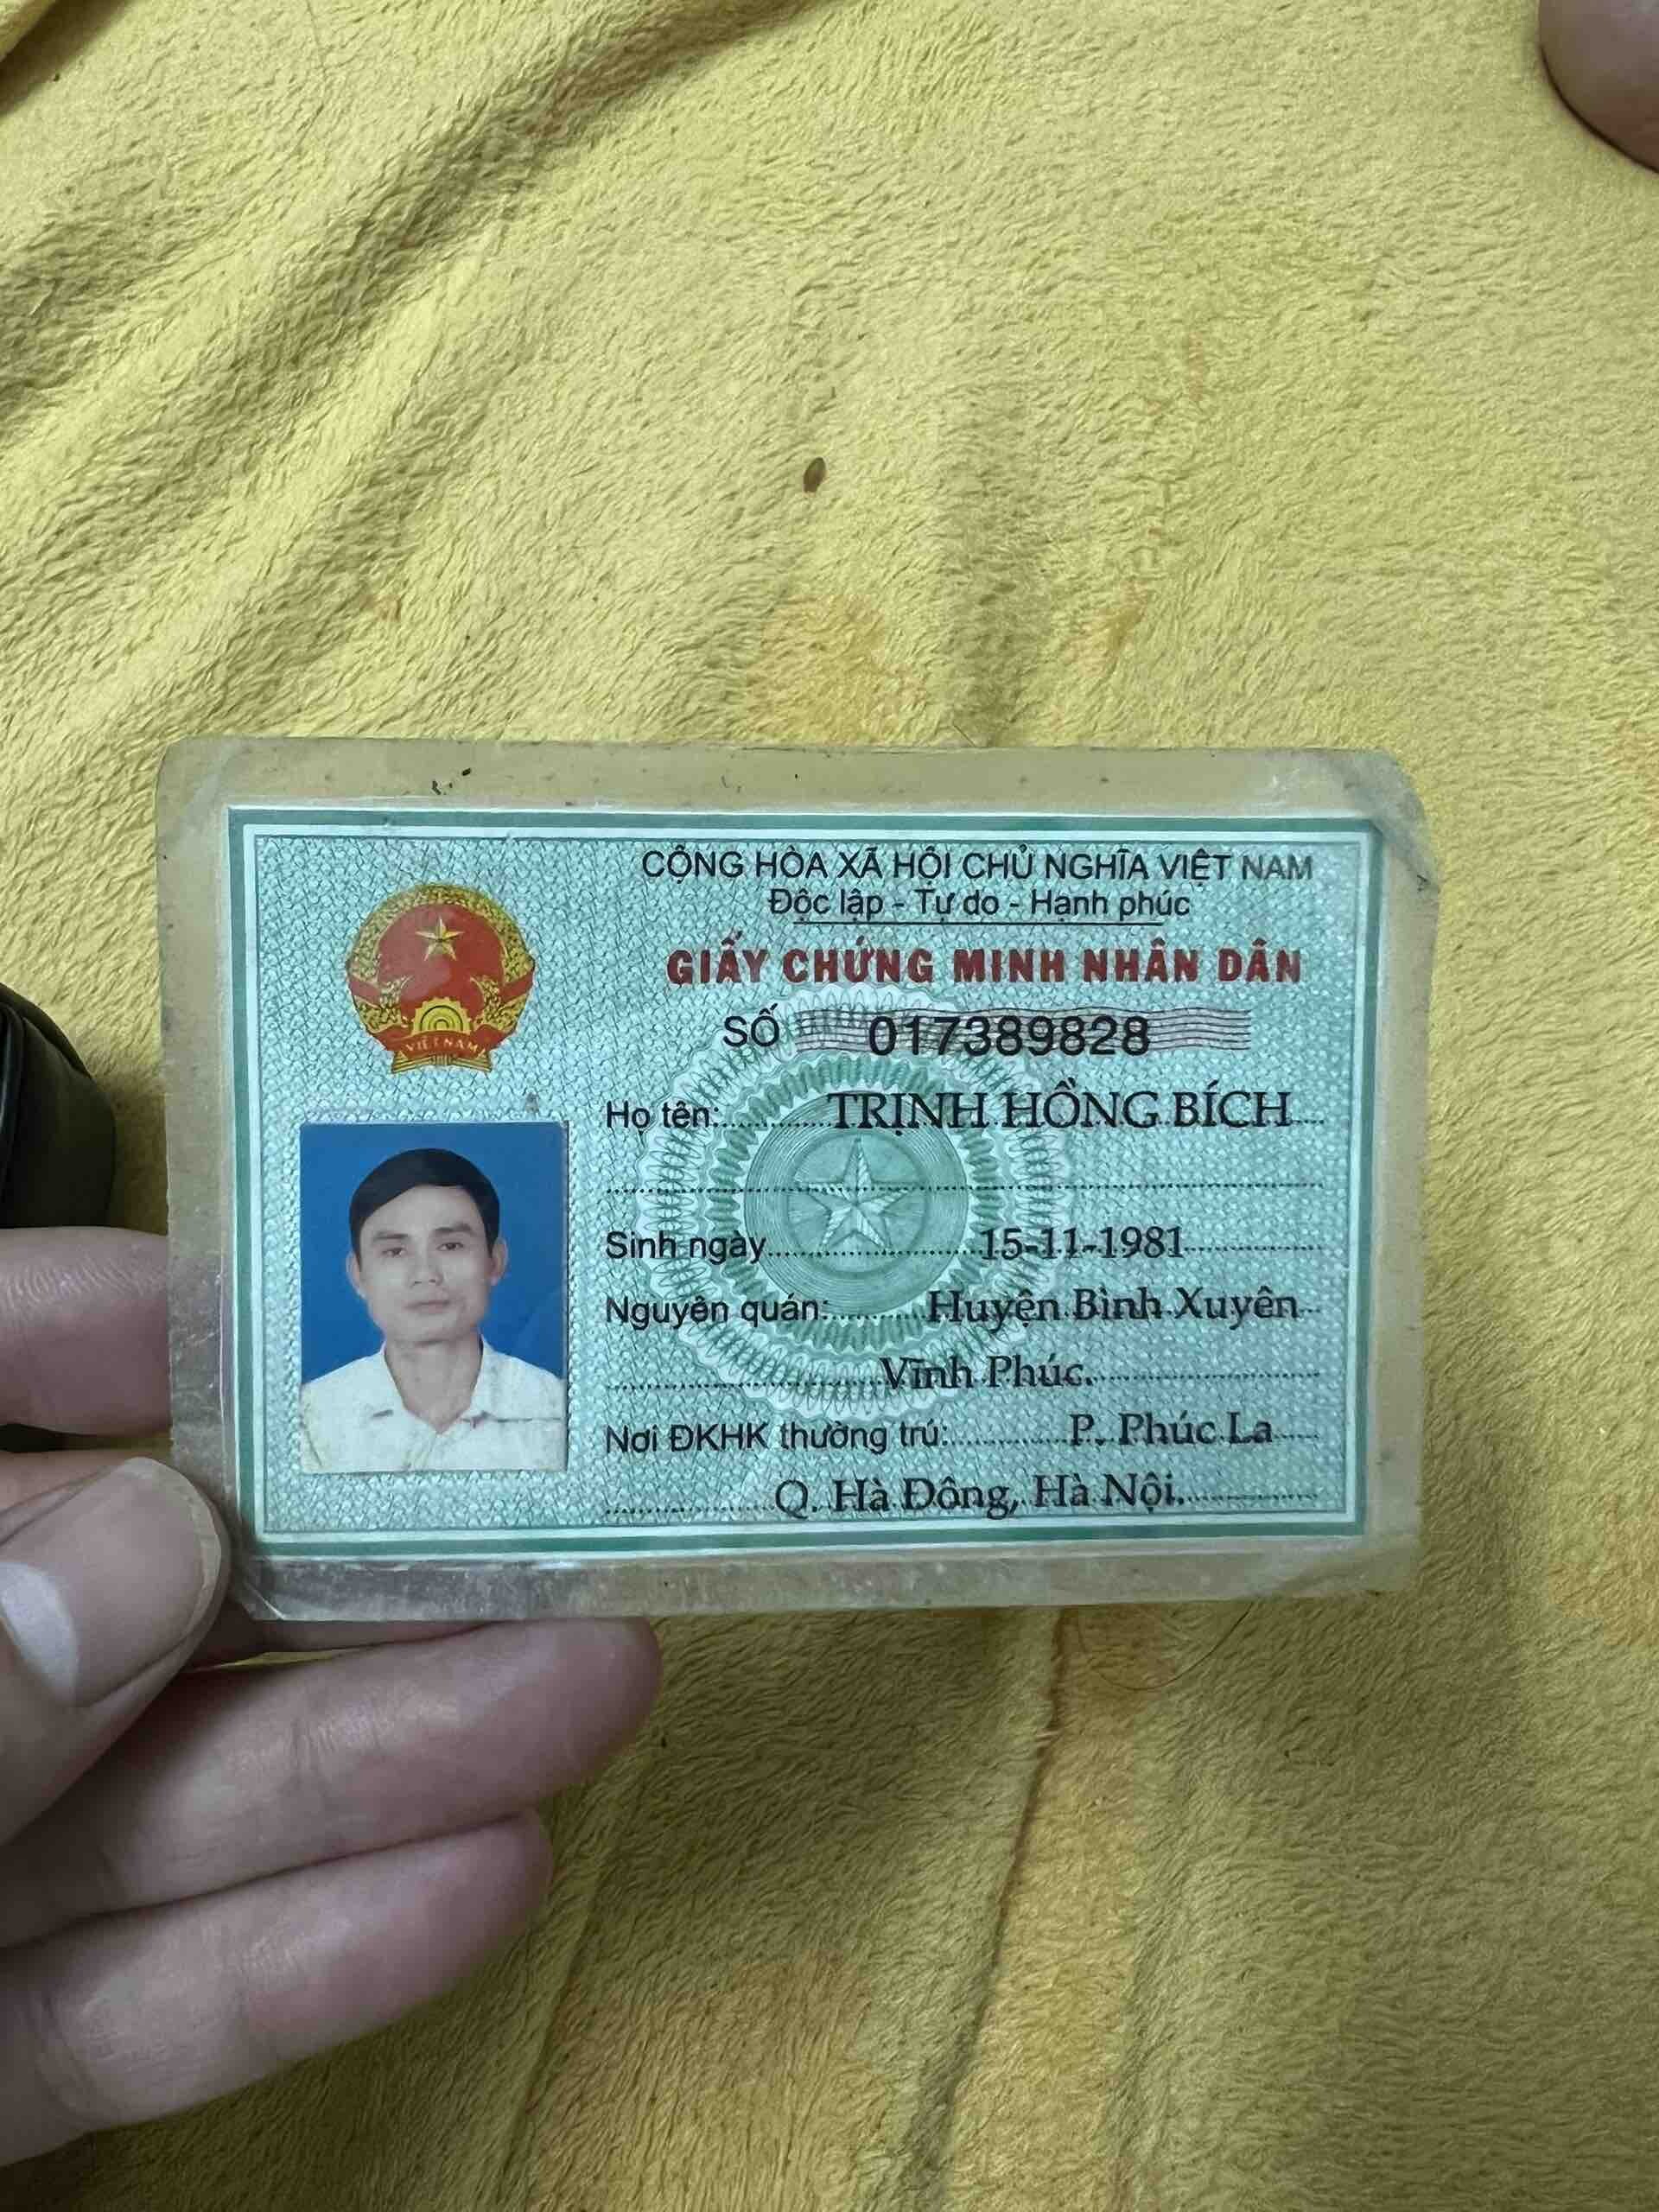 CỘNG HÒA XÃ HỘI CHỦ NGHĨA VIỆT NAM
Độc lập - Tự do - Hạnh phúc
GIẤY CHỨNG MINH NHÂN DÂN
SỐ 017389828
Họ tên: TRỊNH HỒNG BÍCH
Sinh ngày 15-11-1981
Nguyên quán: Huyện Bình Xuyên
Vĩnh Phúc.
Nơi ĐKHK thường trú: P. Phúc La
Q. Hà Đông, Hà Nội.
VIỆT NAM